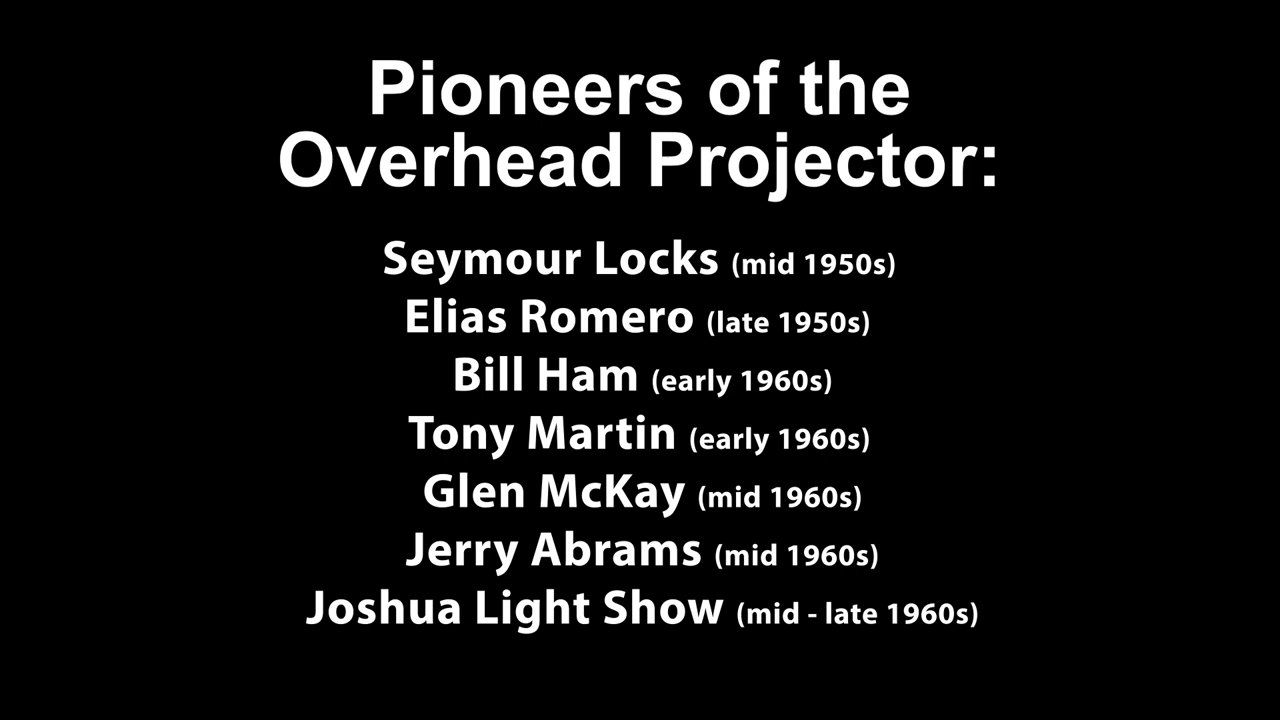 Pioneers of the
Overhead Projector:
Seymour Locks (mid 1950s)
Elias Romero (late 1950s)
Bill Ham (early 1960s)
Tony Martin (early 1960s)
Glen McKay (mid 1960s)
Jerry Abrams (mid 1960s)
Joshua Light Show (mid - late 1960s)